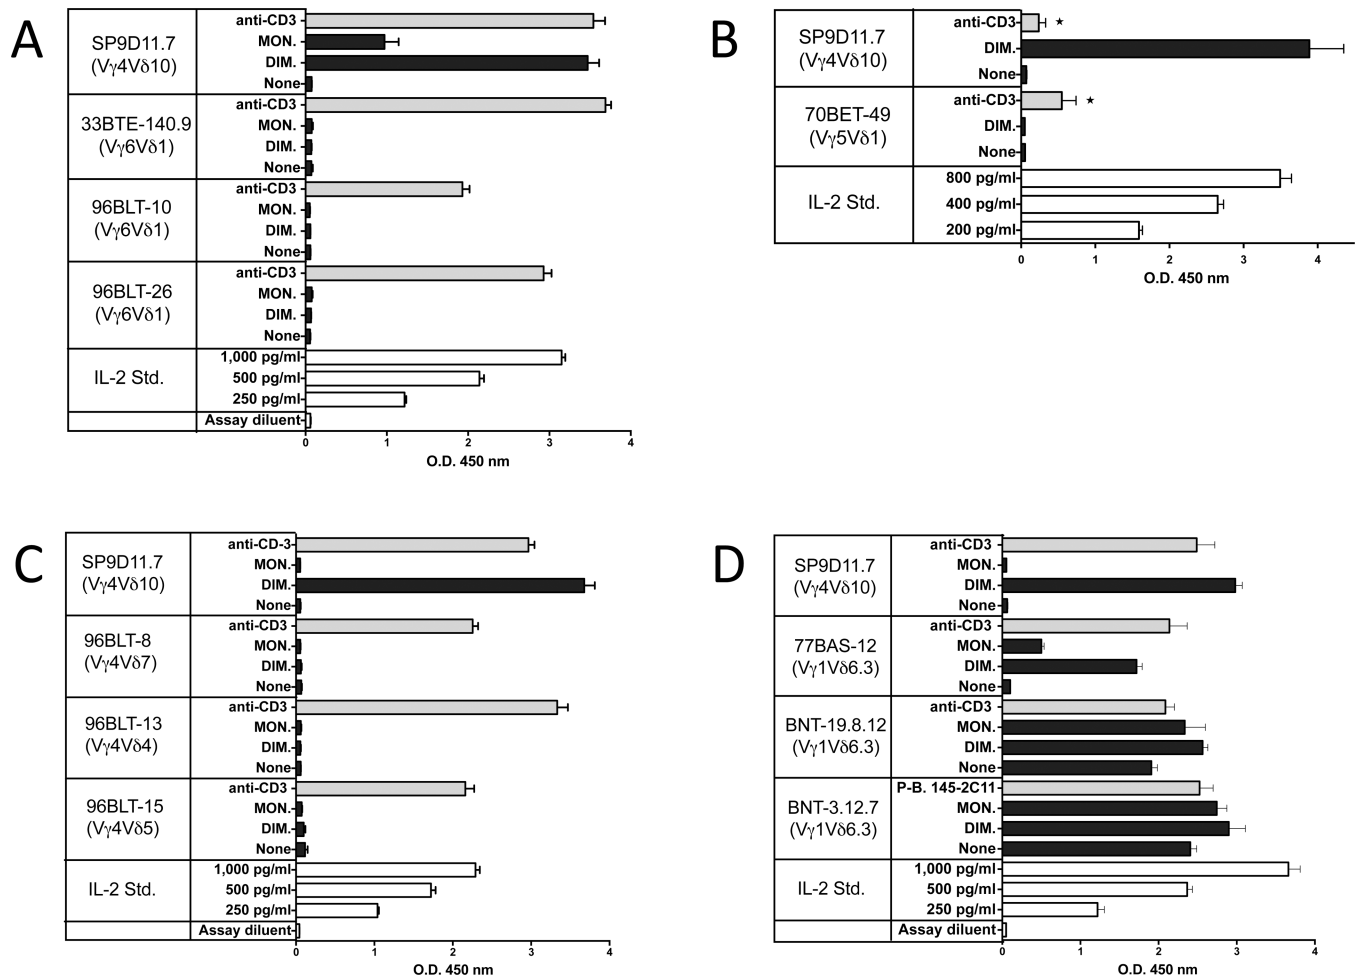 A
SP9D11.7
(Vγ4Vδ10)
anti-CD3
MON.
DIM.
None
33BTE-140.9
(Vγ6Vδ1)
anti-CD3
MON.
DIM.
None
96BLT-10
(Vγ6Vδ1)
anti-CD3
MON.
DIM.
None
96BLT-26
(Vγ6Vδ1)
anti-CD3
MON.
DIM.
None
IL-2 Std.
1,000 pg/ml
500 pg/ml
250 pg/ml
Assay diluent
0 1 2 3 4
O.D. 450 nm
B
SP9D11.7
(Vγ4Vδ10)
anti-CD3 ★
DIM.
None
70BET-49
(Vγ5Vδ1)
anti-CD3 ★
DIM.
None
IL-2 Std.
800 pg/ml
400 pg/ml
200 pg/ml
0 1 2 3 4
O.D. 450 nm
C
SP9D11.7
(Vγ4Vδ10)
anti-CD-3
MON.
DIM.
None
96BLT-8
(Vγ4Vδ7)
anti-CD3
MON.
DIM.
None
96BLT-13
(Vγ4Vδ4)
anti-CD3
MON.
DIM.
None
96BLT-15
(Vγ4Vδ5)
anti-CD3
MON.
DIM.
None
IL-2 Std.
1,000 pg/ml
500 pg/ml
250 pg/ml
Assay diluent
0 1 2 3 4
O.D. 450 nm
D
SP9D11.7
(Vγ4Vδ10)
anti-CD3
MON.
DIM.
None
77BAS-12
(Vγ1Vδ6.3)
anti-CD3
MON.
DIM.
None
BNT-19.8.12
(Vγ1Vδ6.3)
anti-CD3
MON.
DIM.
None
BNT-3.12.7
(Vγ1Vδ6.3)
P-B. 145-2C11
MON.
DIM.
None
IL-2 Std.
1,000 pg/ml
500 pg/ml
250 pg/ml
Assay diluent
0 1 2 3 4
O.D. 450 nm